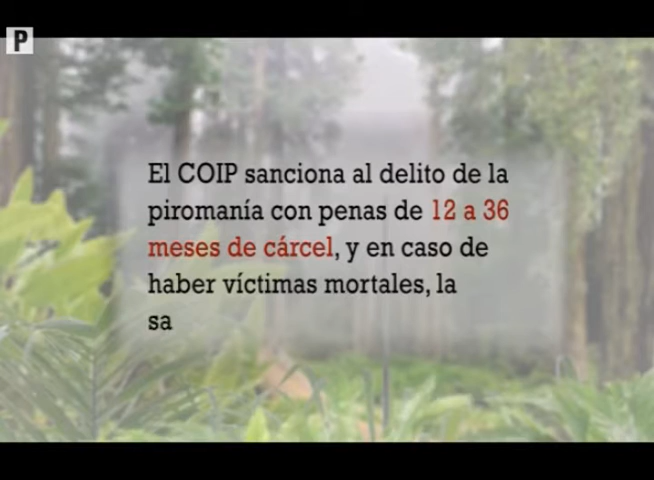 P
El COIP sanciona al delito de la
piromanía con penas de 12 a 36
meses de cárcel, y en caso de
haber víctimas mortales, la
sa